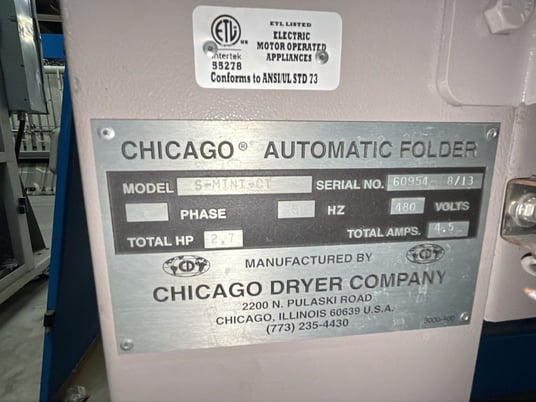 ETL LISTED
ELECTRIC
MOTOR OPERATED
APPLIANCES
ETL
Intertek
55278
Conforms to ANSI/UL STD 73
CHICAGO® AUTOMATIC FOLDER
MODEL S-MINI-CT SERIAL NO. 60954- 8/13
PHASE HZ 480 VOLTS
TOTAL HP 2.7 TOTAL AMPS. 4.5
MANUFACTURED BY
CHICAGO DRYER COMPANY
2200 N. PULASKI ROAD
CHICAGO, ILLINOIS 60639 U.S.A.
(773) 235-4430